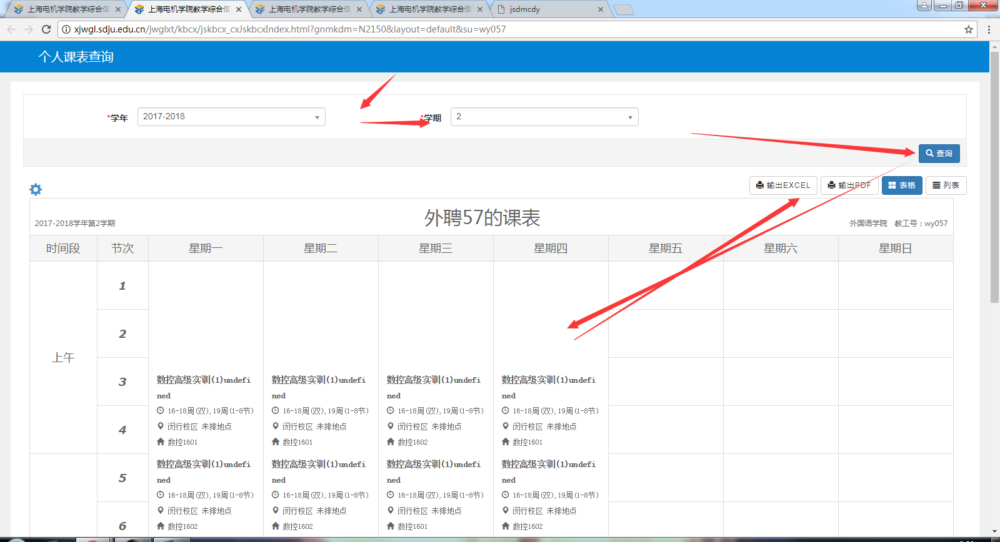 上海电机学院教学综合信
上海电机学院教学综合信
上海电机学院教学综合信
上海电机学院教学综合信
jsdmcdy
xjwgl.sdju.edu.cn/jwglxt/kbcx/jskbcx_cxJskbcxIndex.html?gnmkdm=N2150&layout=default&su=wy057
个人课表查询
*学年 2017-2018 *学期 2
查询
输出EXCEL 输出PDF 表格 列表
外聘57的课表
2017-2018学年第2学期 外国语学院 教工号：wy057
时间段 节次 星期一 星期二 星期三 星期四 星期五 星期六 星期日
上午
1
2
3
4
数控高级实训(1)undefi
ned
16-18周(双),19周(1-8节)
闵行校区 未排地点
数控1601
数控高级实训(1)undefi
ned
16-18周(双),19周(1-8节)
闵行校区 未排地点
数控1601
数控高级实训(1)undefi
ned
16-18周(双),19周(1-8节)
闵行校区 未排地点
数控1602
数控高级实训(1)undefi
ned
16-18周(双),19周(1-8节)
闵行校区 未排地点
数控1601
5
6
数控高级实训(1)undefi
ned
16-18周(双),19周(1-8节)
闵行校区 未排地点
数控1602
数控高级实训(1)undefi
ned
16-18周(双),19周(1-8节)
闵行校区 未排地点
数控1602
数控高级实训(1)undefi
ned
16-18周(双),19周(1-8节)
闵行校区 未排地点
数控1601
数控高级实训(1)undefi
ned
16-18周(双),19周(1-8节)
闵行校区 未排地点
数控1602